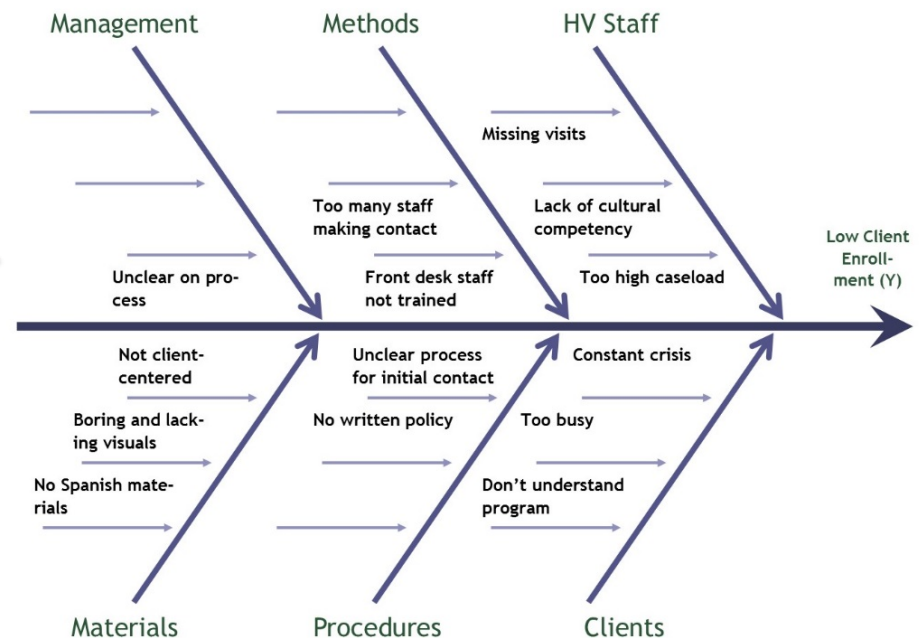 Management
Methods
HV Staff
Missing visits
Too many staff
making contact
Lack of cultural
competency
Unclear on pro-
cess
Front desk staff
not trained
Too high caseload
Low Client
Enroll-
ment (Y)
Not client-
centered
Unclear process
for initial contact
Constant crisis
Boring and lack-
ing visuals
No written policy
Too busy
No Spanish mate-
rials
Don’t understand
program
Materials
Procedures
Clients